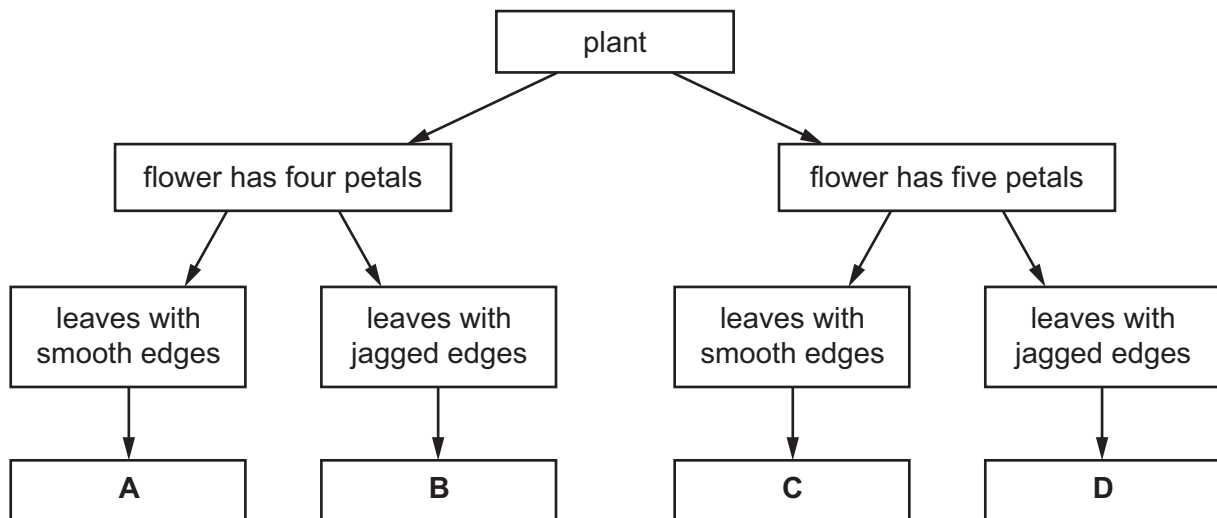 plant
flower has four petals
flower has five petals
leaves with
smooth edges
leaves with
jagged edges
leaves with
smooth edges
leaves with
jagged edges
A
B
C
D